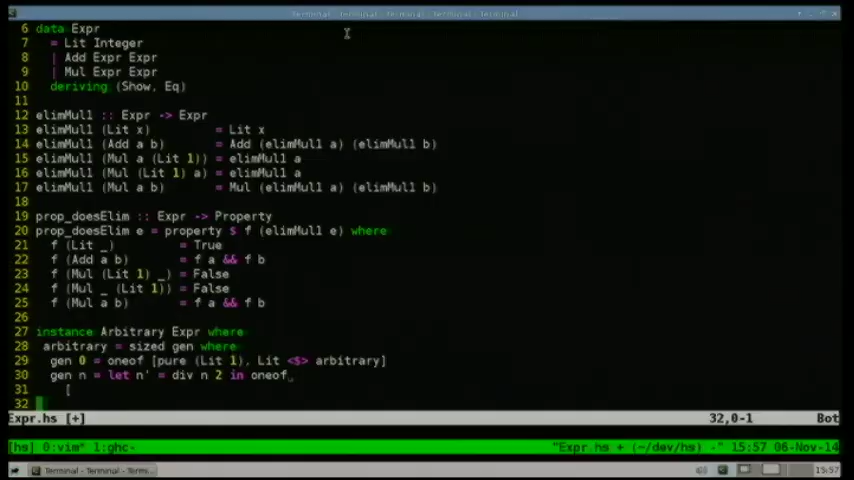 Terminal - Terminal - Terminal - Terminal - Terminal
6 data Expr
7   = Lit Integer
8   | Add Expr Expr
9   | Mul Expr Expr
10   deriving (Show, Eq)
11
12 elimMul1 :: Expr -> Expr
13 elimMul1 (Lit x)         = Lit x
14 elimMul1 (Add a b)       = Add (elimMul1 a) (elimMul1 b)
15 elimMul1 (Mul a (Lit 1)) = elimMul1 a
16 elimMul1 (Mul (Lit 1) a) = elimMul1 a
17 elimMul1 (Mul a b)       = Mul (elimMul1 a) (elimMul1 b)
18
19 prop_doesElim :: Expr -> Property
20 prop_doesElim e = property $ f (elimMul1 e) where
21   f (Lit _)         = True
22   f (Add a b)       = f a && f b
23   f (Mul (Lit 1) _) = False
24   f (Mul _ (Lit 1)) = False
25   f (Mul a b)       = f a && f b
26
27 instance Arbitrary Expr where
28  arbitrary = sized gen where
29   gen 0 = oneof [pure (Lit 1), Lit <$> arbitrary]
30   gen n = let n' = div n 2 in oneof
31     [
32
Expr.hs [+] 32,0-1 Bot
[hs] 0:vim* 1:ghc- "Expr.hs + (~/dev/hs) -" 15:57 06-Nov-14
Terminal - Terminal - Terms... 15:57